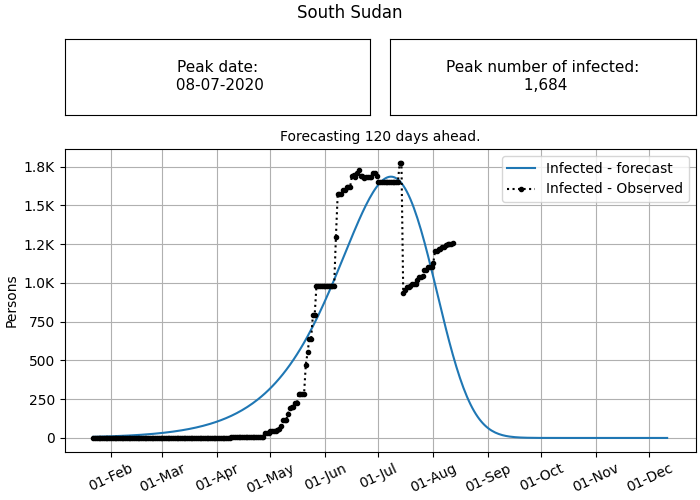 South Sudan
Peak date:
08-07-2020
Peak number of infected:
1,684
Forecasting 120 days ahead.
Infected - forecast
Infected - Observed
Persons
1.8K
1.5K
1.2K
1.0K
750
500
250
0
01-Feb 01-Mar 01-Apr 01-May 01-Jun 01-Jul 01-Aug 01-Sep 01-Oct 01-Nov 01-Dec